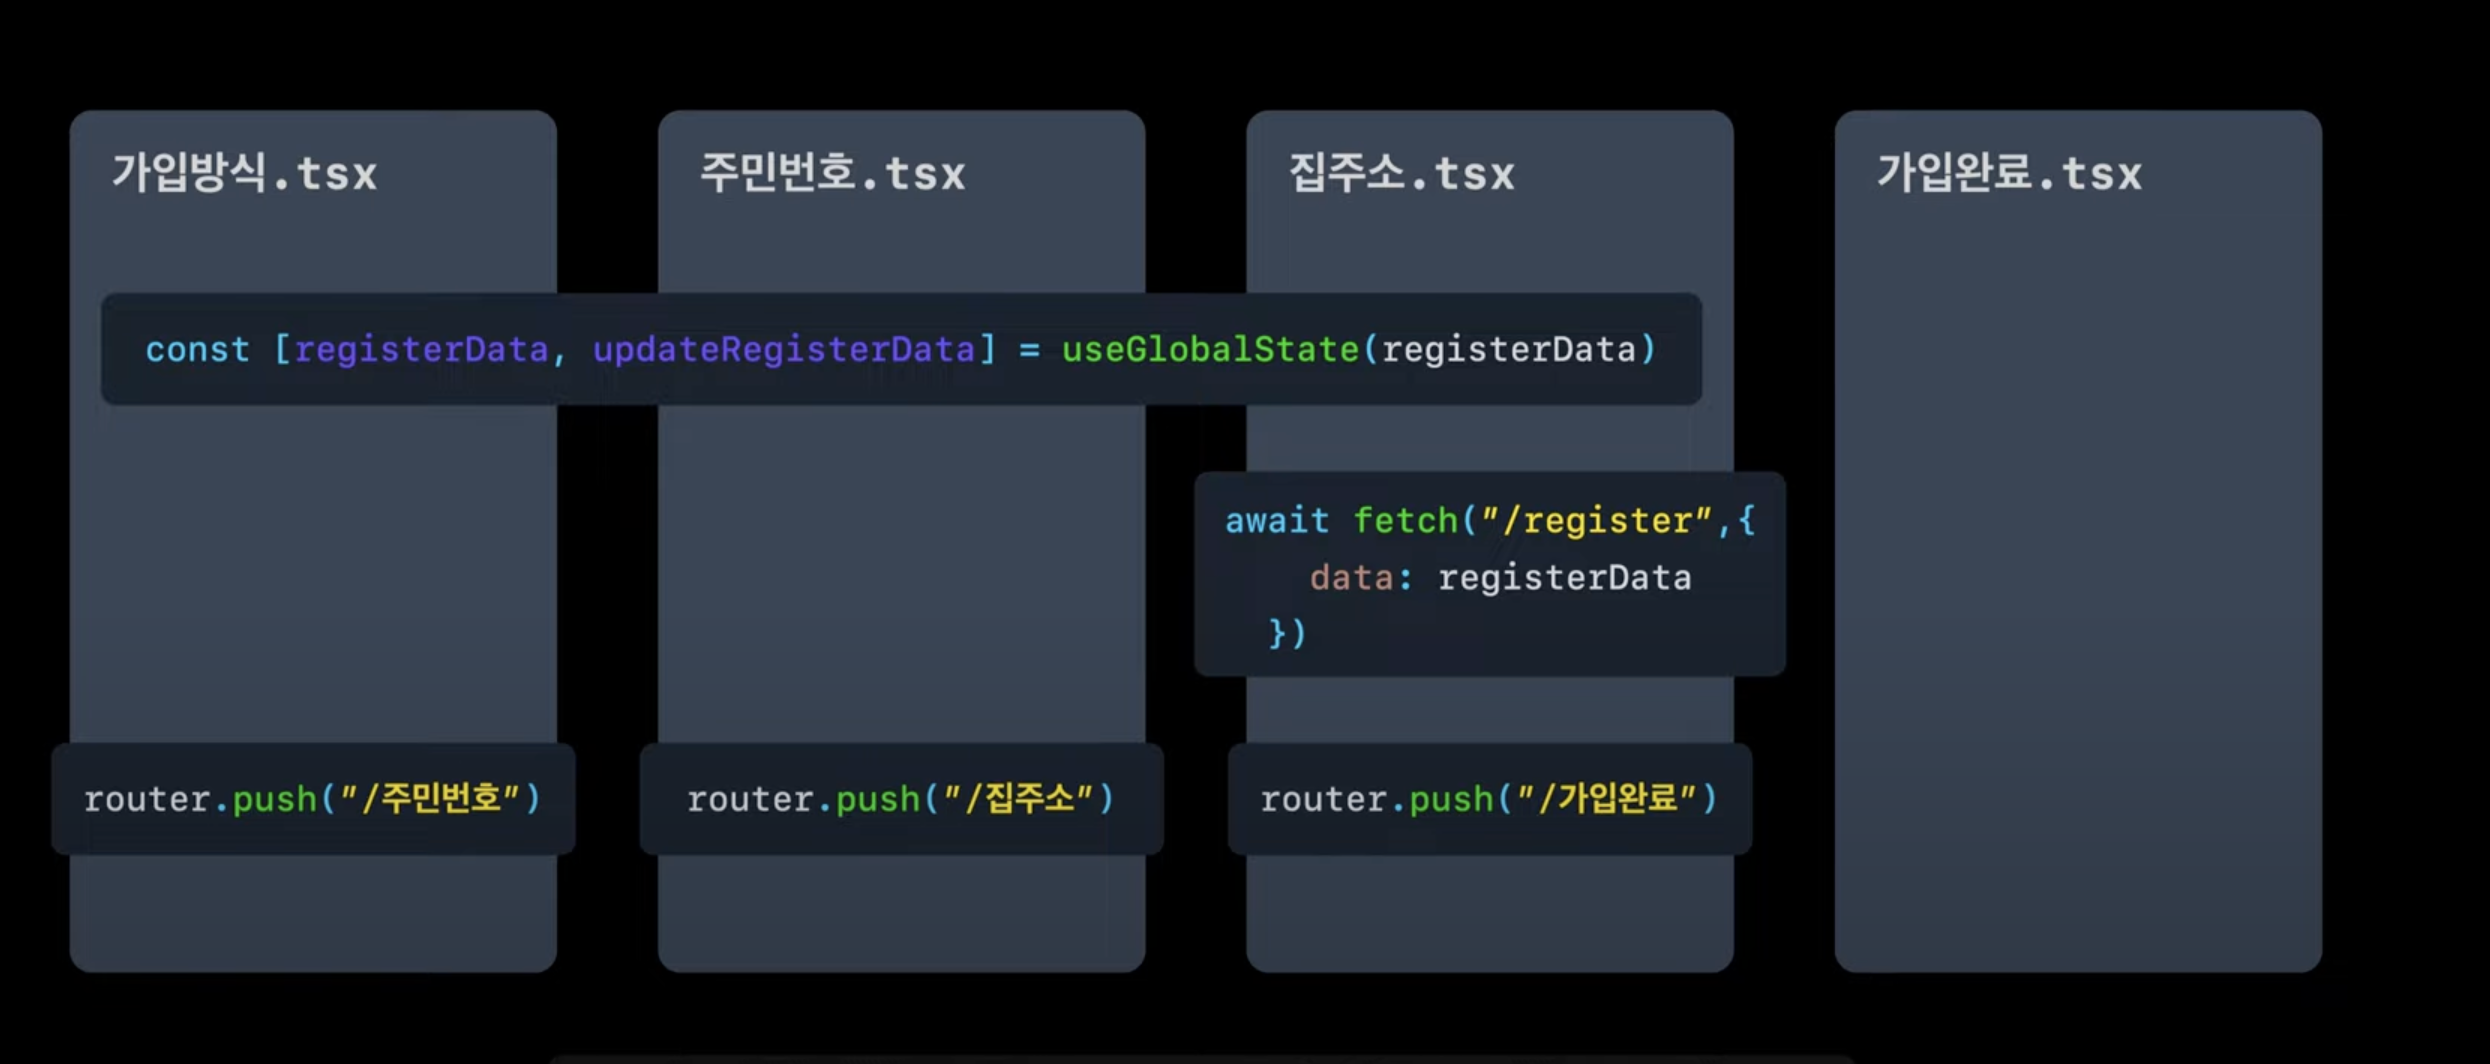 가입방식.tsx
주민번호.tsx
집주소.tsx
가입완료.tsx
const [registerData, updateRegisterData] = useGlobalState(registerData)
await fetch("/register",{
data: registerData
})
router.push("/주민번호")
router.push("/집주소")
router.push("/가입완료")